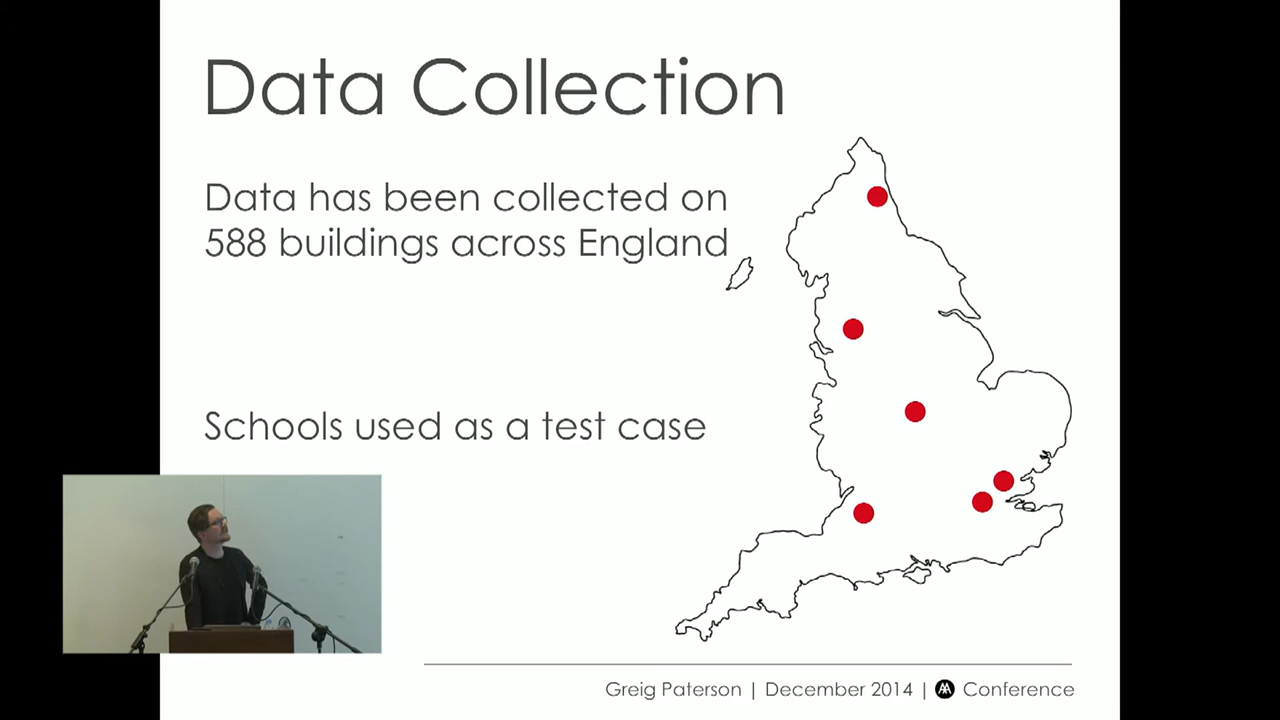 Data Collection
Data has been collected on
588 buildings across England
Schools used as a test case
Greig Paterson | December 2014 | AA Conference